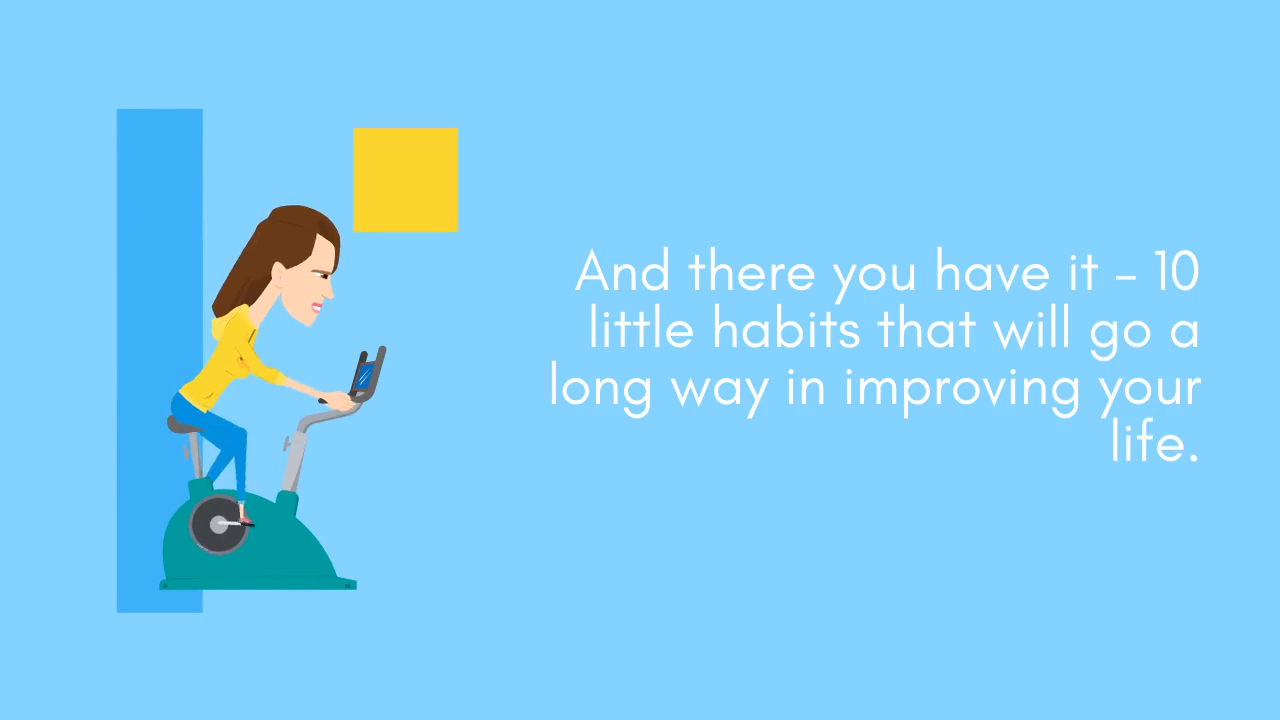 And there you have it – 10
little habits that will go a
long way in improving your
life.